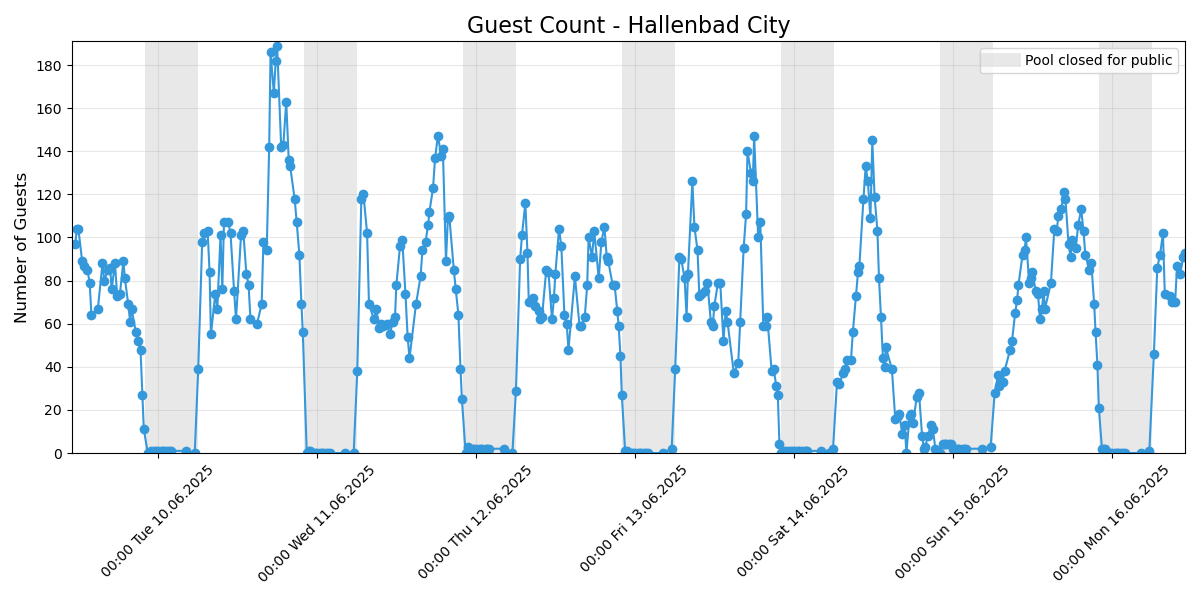 Guest Count - Hallenbad City
Pool closed for public
Number of Guests
180
160
140
120
100
80
60
40
20
0
00:00 Tue 10.06.2025
00:00 Wed 11.06.2025
00:00 Thu 12.06.2025
00:00 Fri 13.06.2025
00:00 Sat 14.06.2025
00:00 Sun 15.06.2025
00:00 Mon 16.06.2025